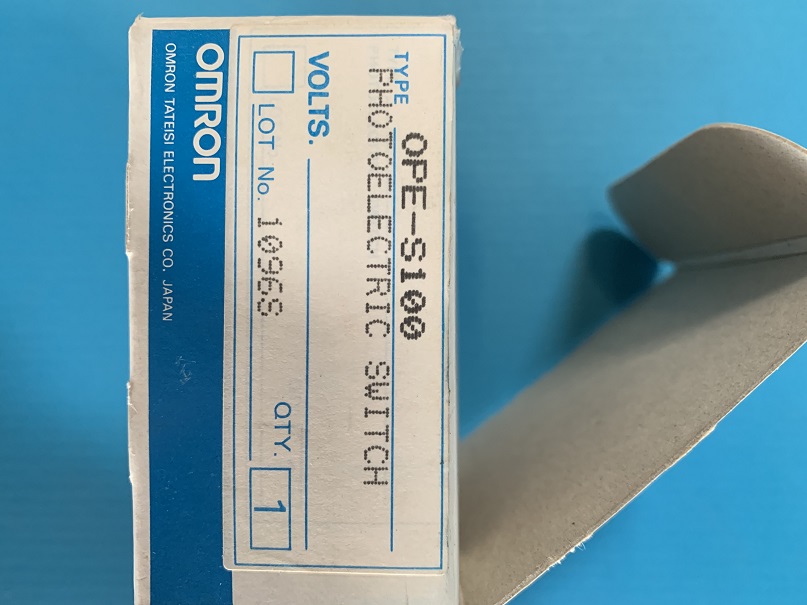 TYPE OPE-S100
PHOTOELECTRIC SWITCH
VOLTS.
LOT No. 1096S QTY. 1
OMRON
OMRON TATEISI ELECTRONICS CO. JAPAN